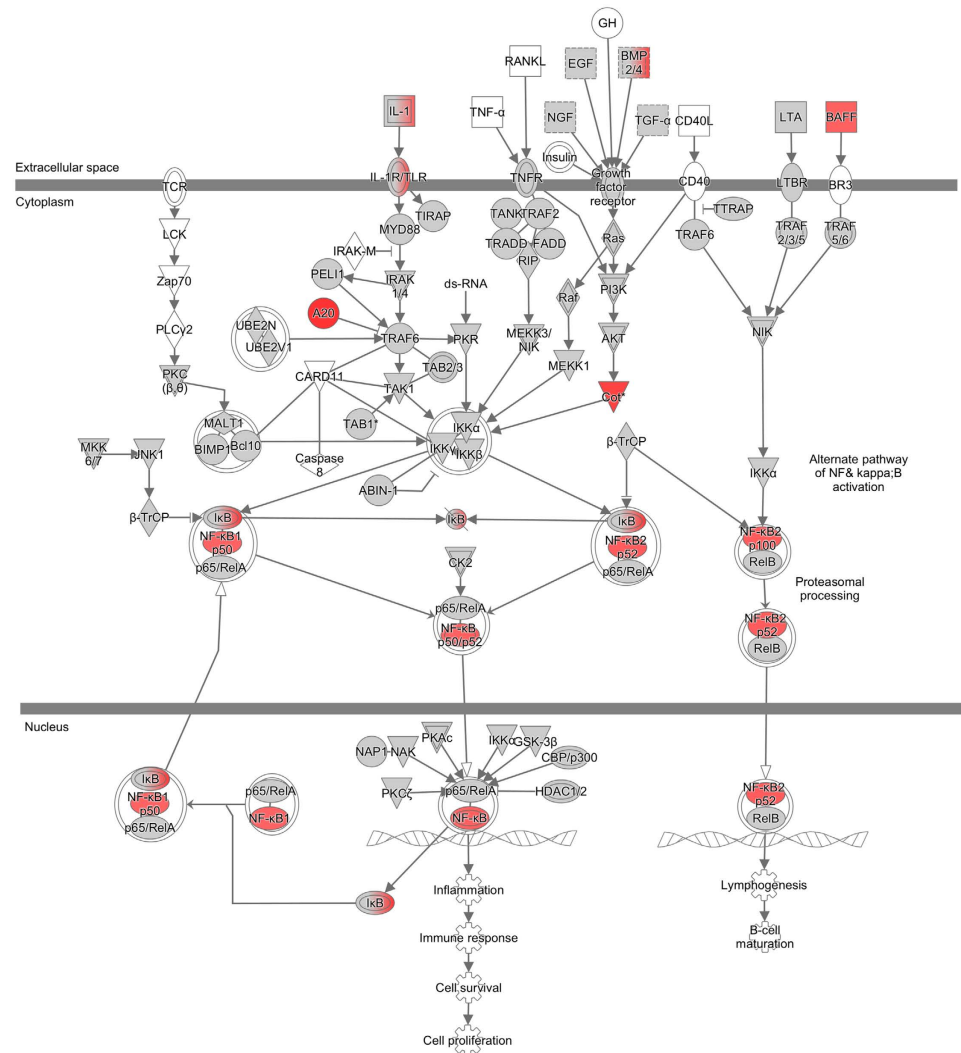 GH
RANKL
EGF
BMP
2/4
IL-1
TNF-α
NGF
TGF-α
CD40L
LTA
BAFF
Insulin
Extracellular space
TCR
IL-1R/TLR
TNFR
Growth
factor
receptor
CD40
LTBR
BR3
Cytoplasm
TIRAP
TANK
TRAF2
TTRAP
LCK
MYD88
TRADD
FADD
RIP
Ras
TRAF6
TRAF
2/3/5
TRAF
5/6
IRAK-M
PELI1
IRAK
1/4
ds-RNA
Zap70
PI3K
Raf
A20
UBE2N
UBE2V1
TRAF6
PKR
MEKK3/
NIK
AKT
NIK
PLCγ2
CARD11
TAB2/3
MEKK1
PKC
(β,θ)
TAK1
Cot*
MALT1
TAB1*
IKKα
BIMP1
Bcl10
IKKγ
IKKβ
β-TrCP
MKK
6/7
JNK1
Caspase
8
ABIN-1
IKKα
Alternate pathway
of NF& kappa;B
activation
β-TrCP
IκB
NF-κB1
p50
p65/RelA
IκB
IκB
NF-κB2
p52
p65/RelA
NF-κB2
p100
RelB
CK2
Proteasomal
processing
p65/RelA
NF-κB
p50/p52
NF-κB2
p52
RelB
Nucleus
NAP1
NAK
PKAc
IKKα
GSK-3β
CBP/p300
PKCζ
p65/RelA
HDAC1/2
NF-κB
IκB
NF-κB1
p50
p65/RelA
p65/RelA
NF-κB1
NF-κB2
p52
RelB
IκB
Inflammation
Immune response
Cell survival
Cell proliferation
Lymphogenesis
B-cell
maturation